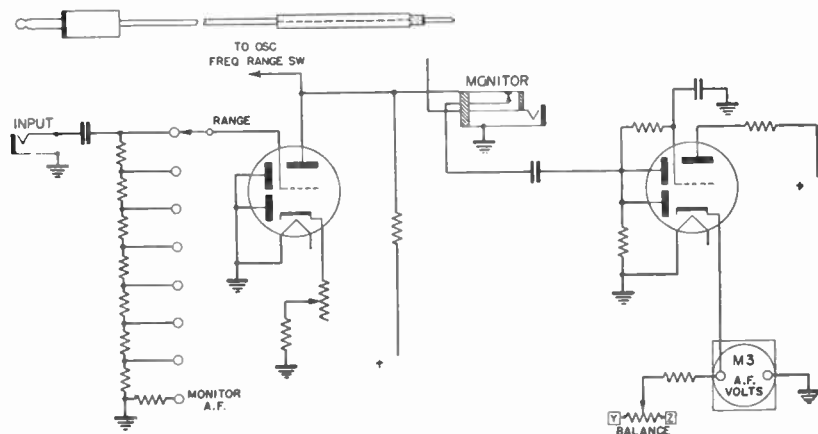 TO OSC
FREQ RANGE SW
MONITOR
INPUT
RANGE
+
+
MONITOR
A.F.
M3
A.F.
VOLTS
Y
Z
BALANCE